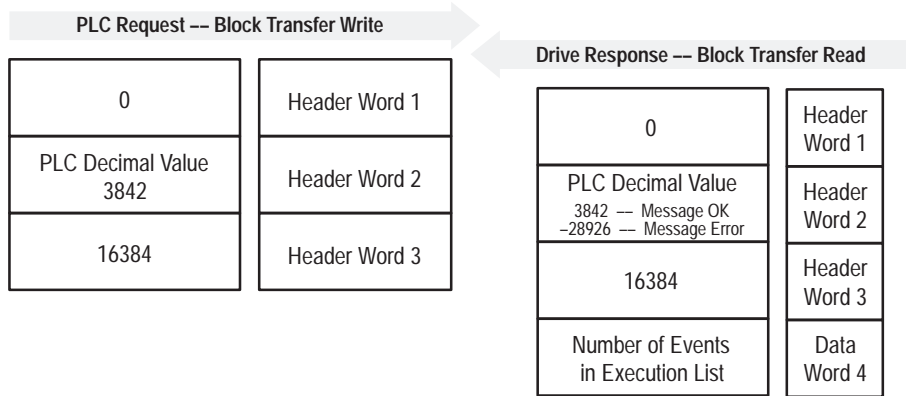 PLC Request –– Block Transfer Write
0
Header Word 1
PLC Decimal Value
3842
Header Word 2
16384
Header Word 3
Drive Response –– Block Transfer Read
0
Header
Word 1
PLC Decimal Value
3842 –– Message OK
–28926 –– Message Error
Header
Word 2
16384
Header
Word 3
Number of Events
in Execution List
Data
Word 4